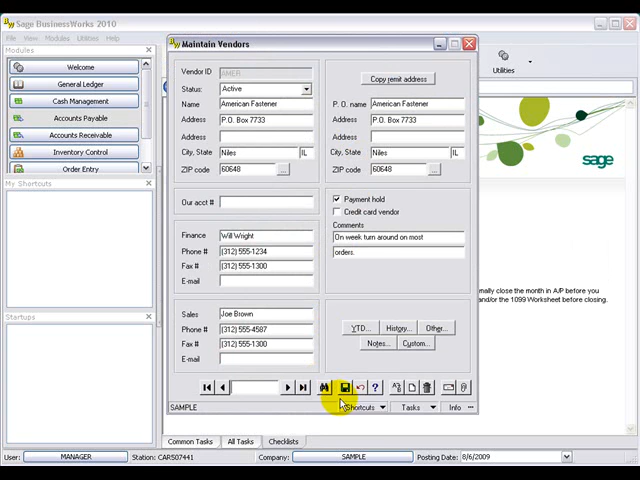 Sage BusinessWorks 2010
File View Modules Utilities Help
Modules
Welcome
General Ledger
Cash Management
Accounts Payable
Accounts Receivable
Inventory Control
Order Entry
My Shortcuts
Startups
Utilities
sage
nally close the month in A/P before you
and/or the 1099 Worksheet before closing.
Maintain Vendors
Vendor ID AMER
Status: Active
Copy remit address
Name American Fastener
P. O. name American Fastener
Address P.O. Box 7733
Address P.O. Box 7733
Address
Address
City, State Niles IL
City, State Niles IL
ZIP code 60648 ...
ZIP code 60648 ...
Our acct #
Payment hold
Credit card vendor
Comments
On week turn around on most
orders.
Finance Will Wright
Phone # (312) 555-1234
Fax # (312) 555-1300
E-mail
Sales Joe Brown
Phone # (312) 555-4587
Fax # (312) 555-1300
E-mail
YTD... History... Other...
Notes... Custom...
SAMPLE Shortcuts Tasks Info
Common Tasks All Tasks Checklists
User: MANAGER Station: CAR507441 Company: SAMPLE Posting Date: 8/6/2009